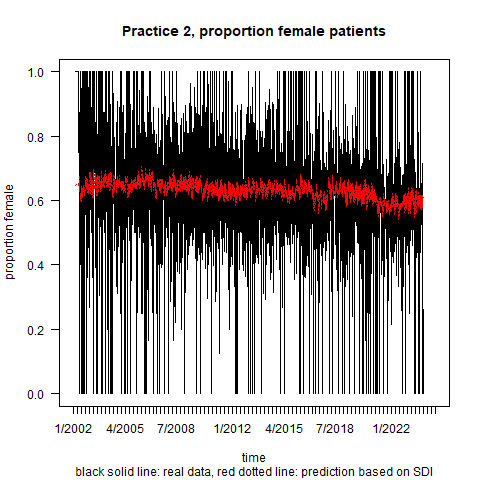 Practice 2, proportion female patients
proportion female
1.0
0.8
0.6
0.4
0.2
0.0
1/2002 4/2005 7/2008 1/2012 4/2015 7/2018 1/2022
time
black solid line: real data, red dotted line: prediction based on SDI